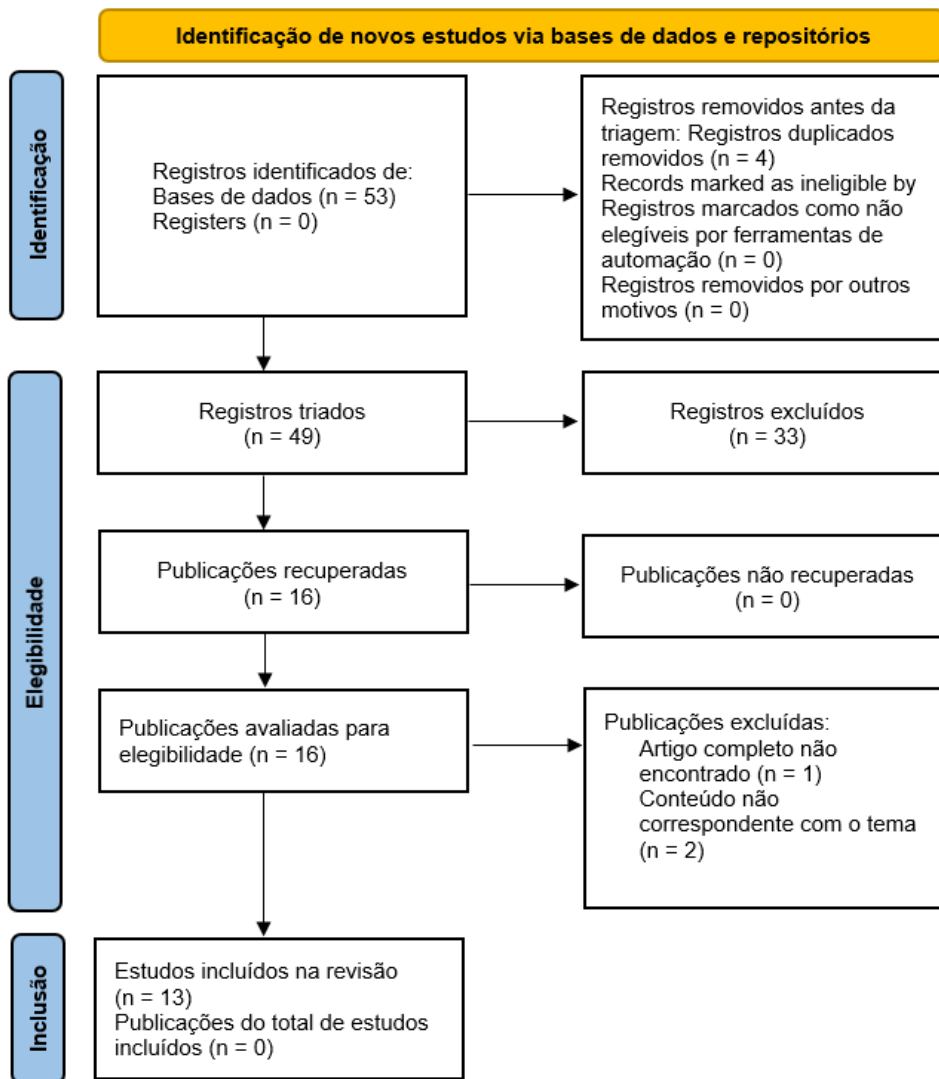 Identificação de novos estudos via bases de dados e repositórios
Identificação
Registros identificados de:
Bases de dados (n = 53)
Registers (n = 0)
Registros removidos antes da
triagem: Registros duplicados
removidos (n = 4)
Records marked as ineligible by
Registros marcados como não
elegíveis por ferramentas de
automação (n = 0)
Registros removidos por outros
motivos (n = 0)
Elegibilidade
Registros triados
(n = 49)
Registros excluídos
(n = 33)
Publicações recuperadas
(n = 16)
Publicações não recuperadas
(n = 0)
Publicações avaliadas para
elegibilidade (n = 16)
Publicações excluídas:
Artigo completo não
encontrado (n = 1)
Conteúdo não
correspondente com o tema
(n = 2)
Inclusão
Estudos incluídos na revisão
(n = 13)
Publicações do total de estudos
incluídos (n = 0)